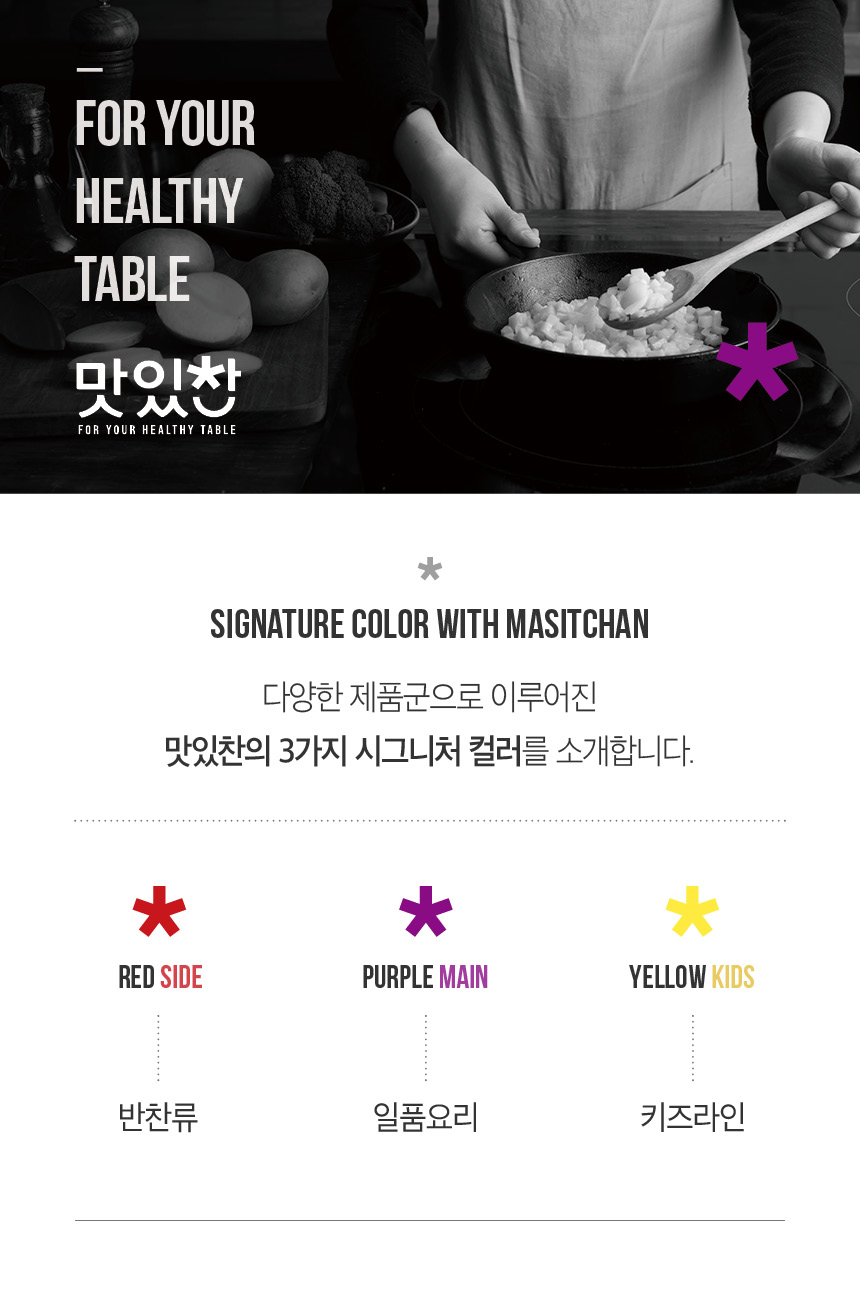 FOR YOUR
HEALTHY
TABLE
맛있찬
FOR YOUR HEALTHY TABLE
SIGNATURE COLOR WITH MASITCHAN
다양한 제품군으로 이루어진
맛있찬의 3가지 시그니처 컬러를 소개합니다.
RED SIDE
PURPLE MAIN
YELLOW KIDS
반찬류
일품요리
키즈라인